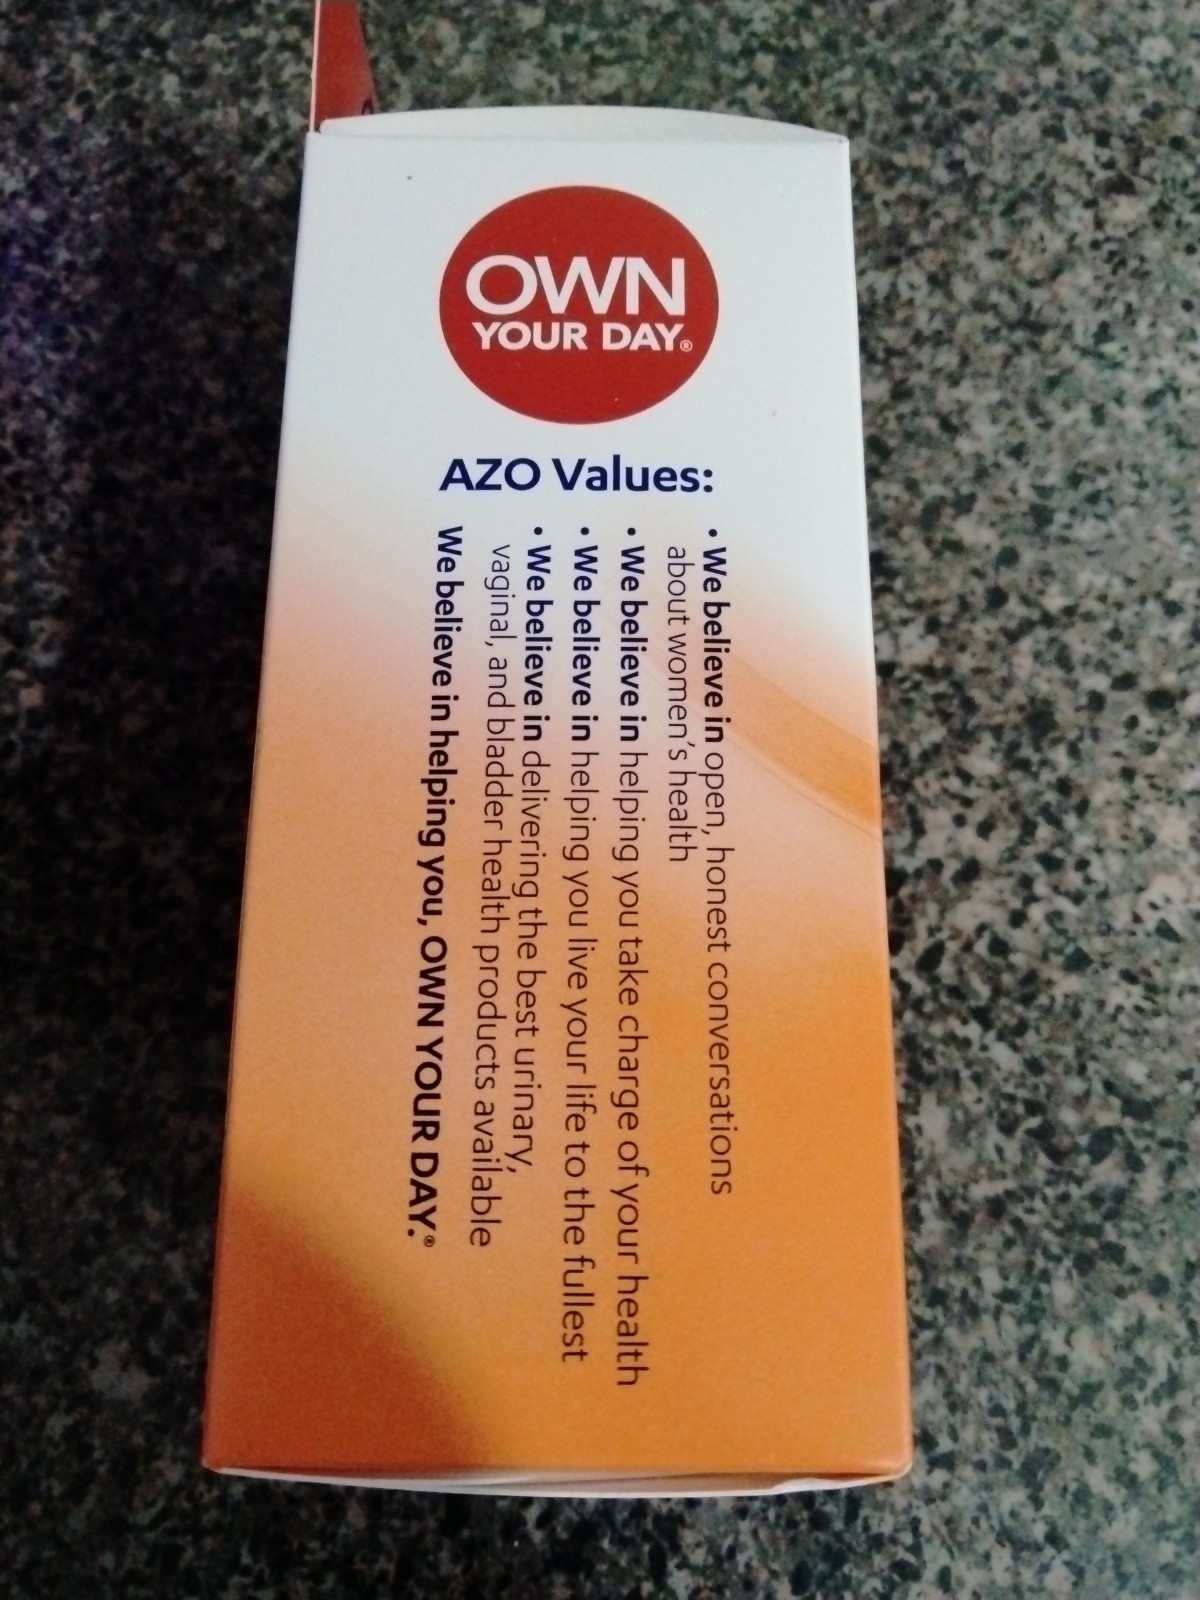 OWN
YOUR DAY®
AZO Values:
• We believe in open, honest conversations
about women's health
• We believe in helping you take charge of your health
• We believe in helping you live your life to the fullest
• We believe in delivering the best urinary,
vaginal, and bladder health products available
We believe in helping you, OWN YOUR DAY.®